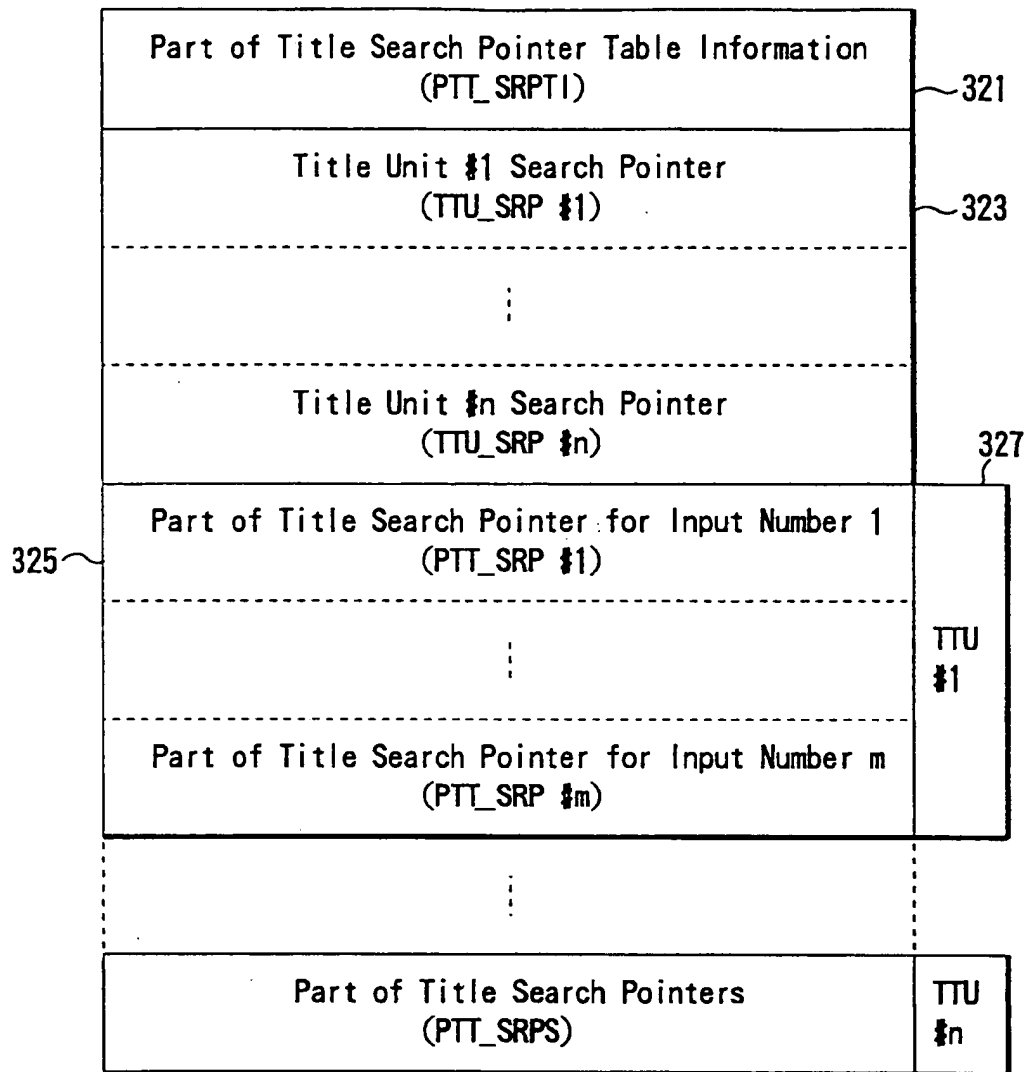 Part of Title Search Pointer Table Information
(PTT_SRPTI)
321
Title Unit #1 Search Pointer
(TTU_SRP #1)
323
Title Unit #n Search Pointer
(TTU_SRP #n)
327
Part of Title Search Pointer for Input Number 1
(PTT_SRP #1)
325
TTU
#1
Part of Title Search Pointer for Input Number m
(PTT_SRP #m)
Part of Title Search Pointers
(PTT_SRPS)
TTU
#n